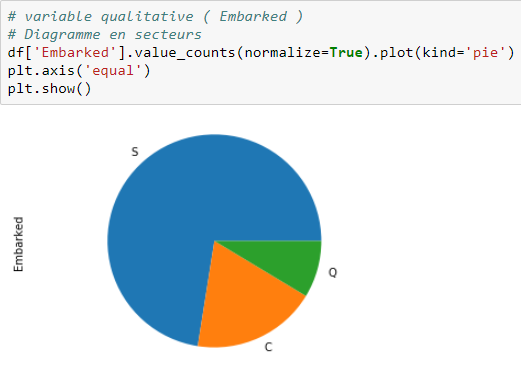 # variable qualitative ( Embarked )
# Diagramme en secteurs
df['Embarked'].value_counts(normalize=True).plot(kind='pie')
plt.axis('equal')
plt.show()
S
Embarked
Q
C